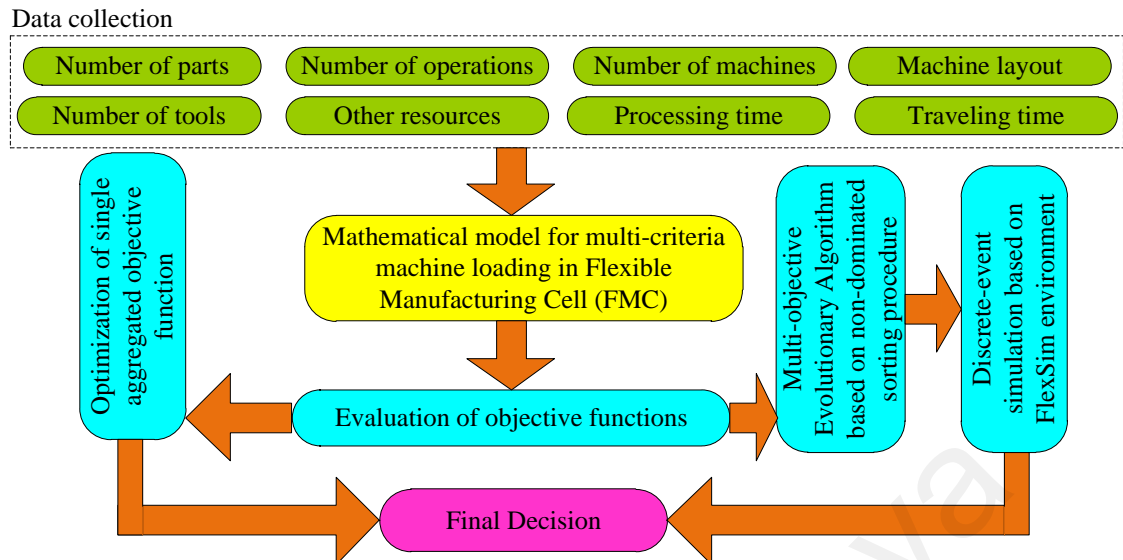 Data collection
Number of parts
Number of operations
Number of machines
Machine layout
Number of tools
Other resources
Processing time
Traveling time
Optimization of single
aggregated objective
function
Mathematical model for multi-criteria
machine loading in Flexible
Manufacturing Cell (FMC)
Evaluation of objective functions
Multi-objective
Evolutionary Algorithm
based on non-dominated
sorting procedure
Discrete-event
simulation based on
FlexSim environment
Final Decision
ya